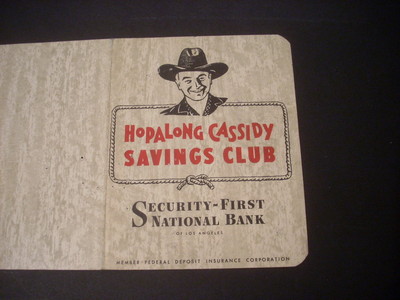 HOPALONG CASSIDY
SAVINGS CLUB
SECURITY-FIRST
NATIONAL BANK
OF LOS ANGELES
MEMBER FEDERAL DEPOSIT INSURANCE CORPORATION